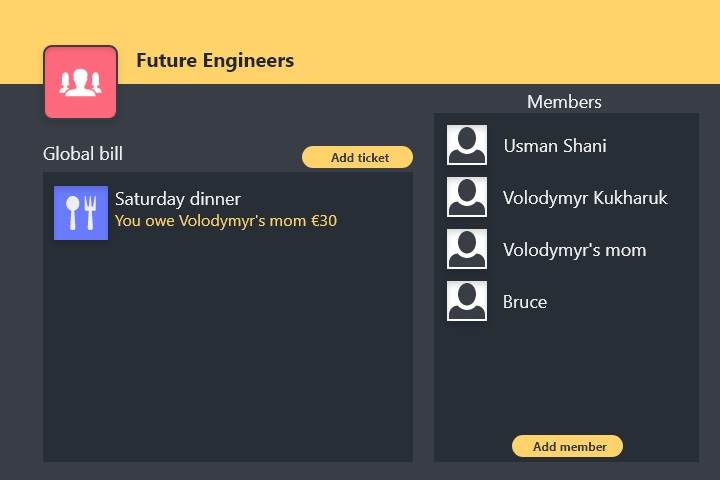 Future Engineers
Global bill
Add ticket
Saturday dinner
You owe Volodymyr's mom €30
Members
Usman Shani
Volodymyr Kukharuk
Volodymyr's mom
Bruce
Add member